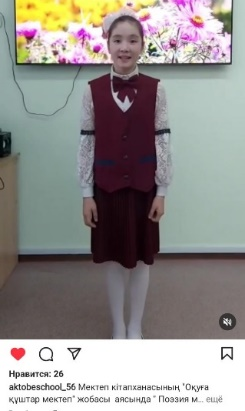 Нравится: 26
aktobeschool_56 Мектеп кітапханасының "Оқуға
құштар мектеп" жобасы аясында " Поэзия м... ещё